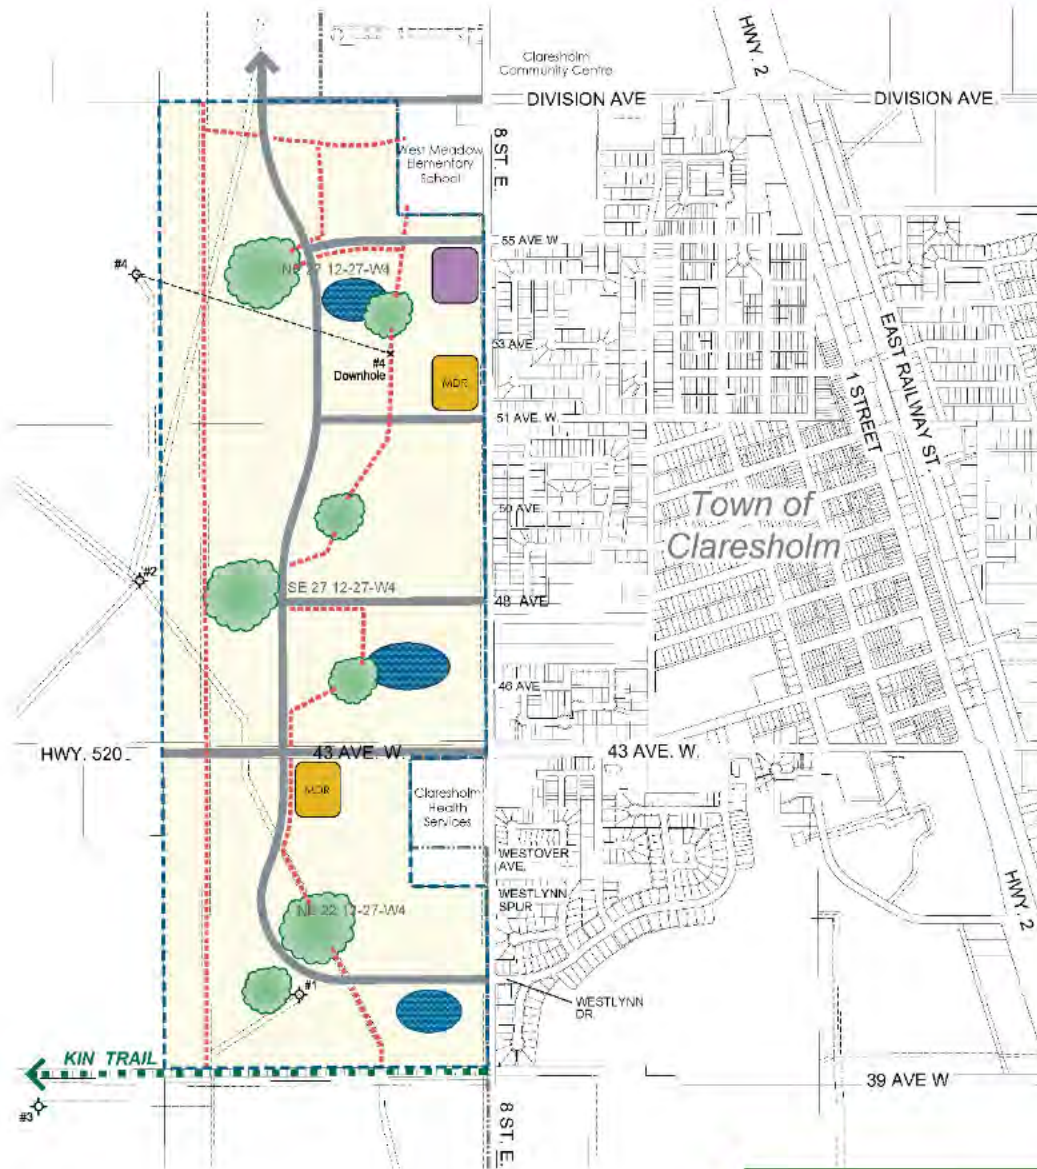 Claresholm
Community Centre
HWY. 2
DIVISION AVE
DIVISION AVE.
8 ST. E.
West Meadow
Elementary
School
55 AVE W
#4
NE 27 12-27-W4
53 AVE.
#4
Downhole
MDR
51 AVE. W.
EAST RAILWAY ST.
1 STREET
Town of
Claresholm
50 AVE.
#2
SE 27 12-27-W4
48 AVE
46 AVE
HWY. 520
43 AVE. W.
43 AVE. W.
MDR
Claresholm
Health
Services
WESTOVER
AVE.
WESTLYNN
SPUR
NE 22 12-27-W4
HWY. 2
#1
WESTLYNN
DR.
KIN TRAIL
39 AVE W
#3
8 ST. E.